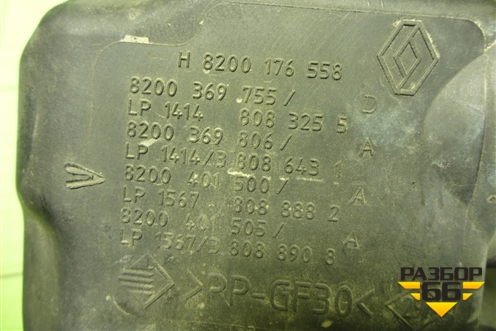 H 8200 176 558
8200 369 755/ D
LP 1414 808 325 5
8200 369 806/ A
LP 1414/3 808 643 1
8200 401 500/ A
LP 1567 808 888 2
8200 401 505/ A
LP 1567/3 808 890 8
>PP-GF30<
РАЗБОР
66